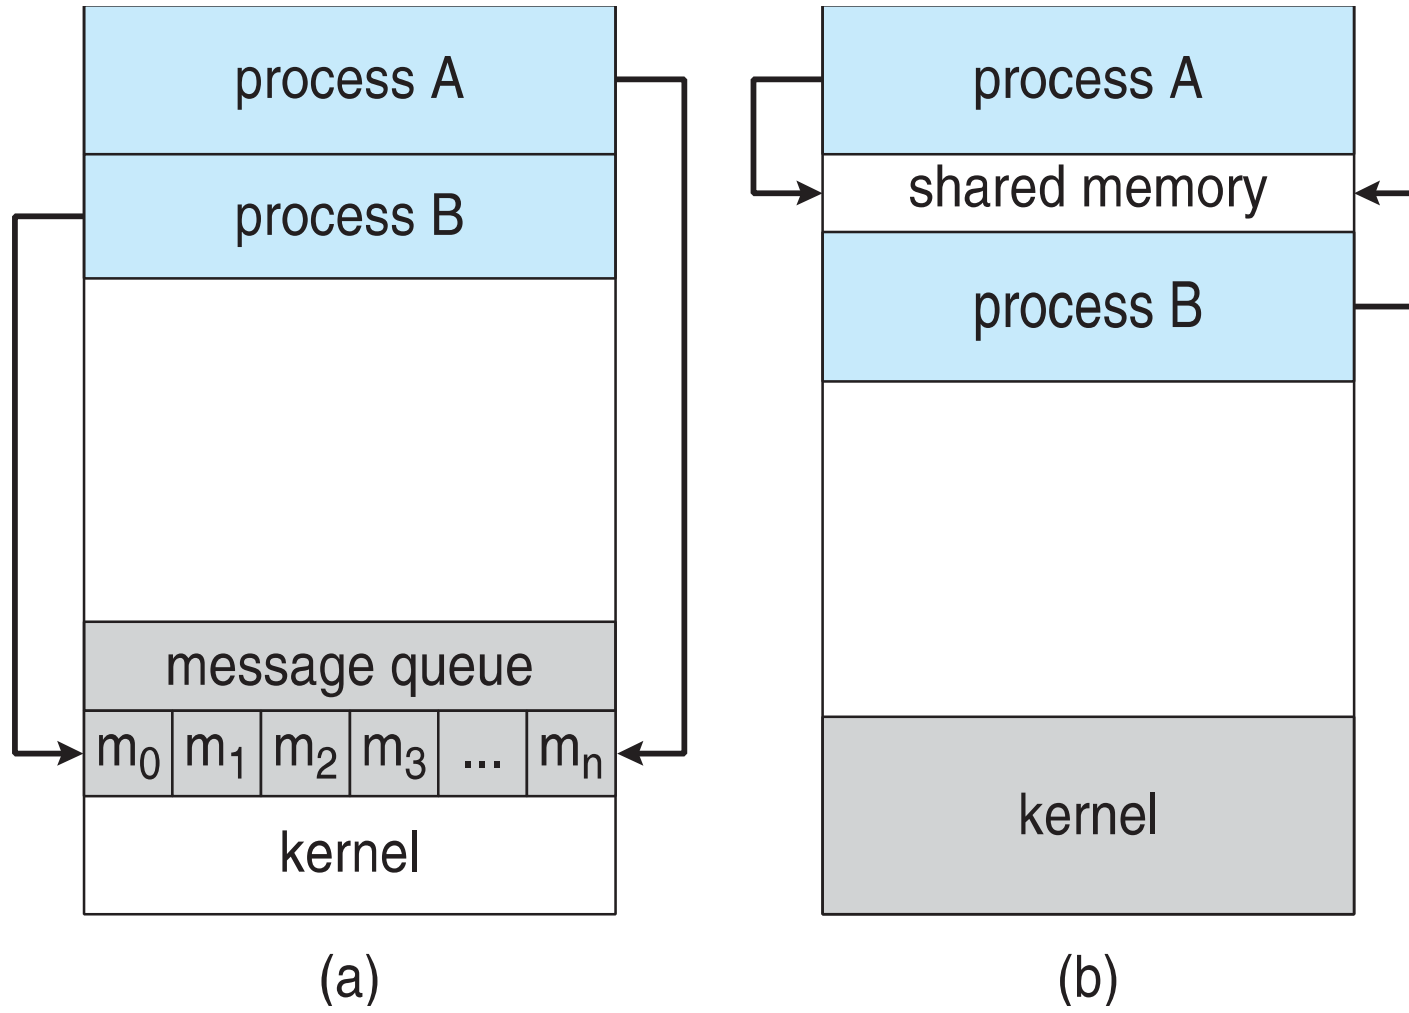 process A
process B
message queue
m0 m1 m2 m3 ... mn
kernel
(a)
process A
shared memory
process B
kernel
(b)